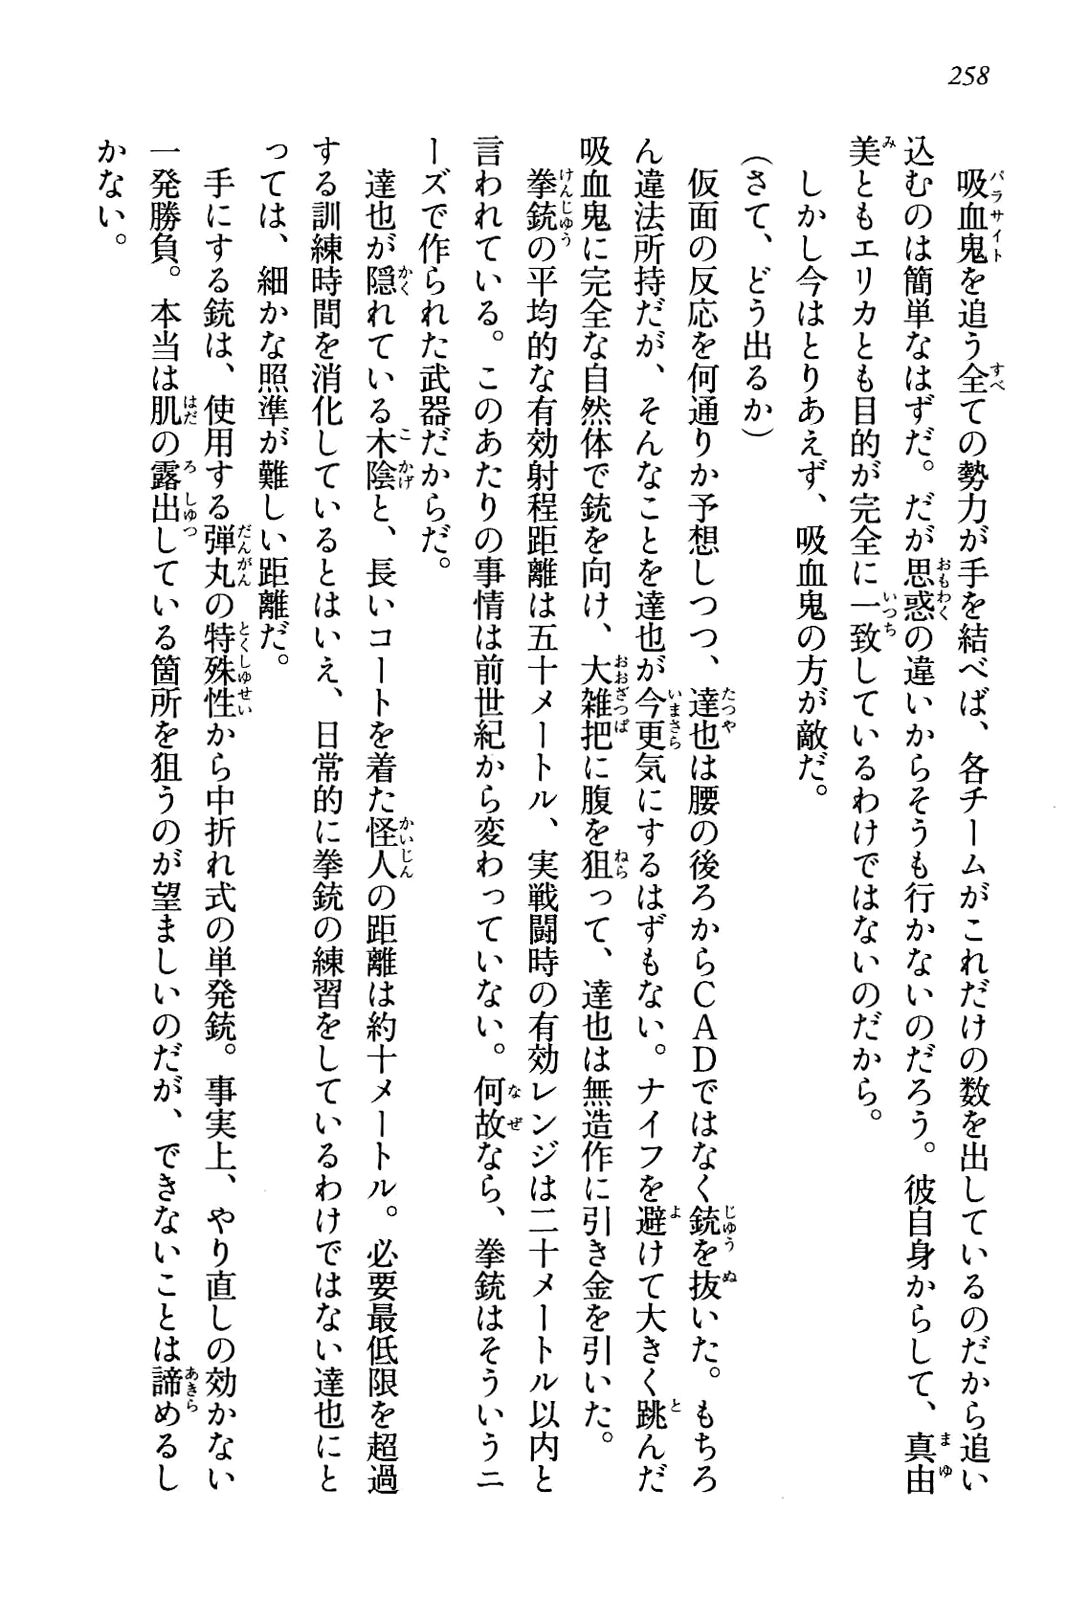 258
吸血鬼を追う全ての勢力が手を結べば、各チームがこれだけの数を出しているのだから追い
込むのは簡単なはずだ。だが思惑の違いからそうも行かないのだろう。彼自身からして、真由
美ともエリカとも目的が完全に一致しているわけではないのだから。
しかし今はとりあえず、吸血鬼の方が敵だ。
(さて、どう出るか)
仮面の反応を何通りか予想しつつ、達也は腰の後ろからCADではなく銃を抜いた。もちろ
ん違法所持だが、そんなことを達也が今更気にするはずもない。ナイフを避けて大きく跳んだ
吸血鬼に完全な自然体で銃を向け、大雑把に腹を狙って、達也は無造作に引き金を引いた。
拳銃の平均的な有効射程距離は五十メートル、実戦闘時の有効レンジは二十メートル以内と
言われている。このあたりの事情は前世紀から変わっていない。何故なら、拳銃はそういうニ
ーズで作られた武器だからだ。
達也が隠れている木陰と、長いコートを着た怪人の距離は約十メートル。必要最低限を超過
する訓練時間を消化しているとはいえ、日常的に拳銃の練習をしているわけではない達也にと
っては、細かな照準が難しい距離だ。
手にする銃は、使用する弾丸の特殊性から中折れ式の単発銃。事実上、やり直しの効かない
一発勝負。本当は肌の露出している箇所を狙うのが望ましいのだが、できないことは諦めるし
かない。